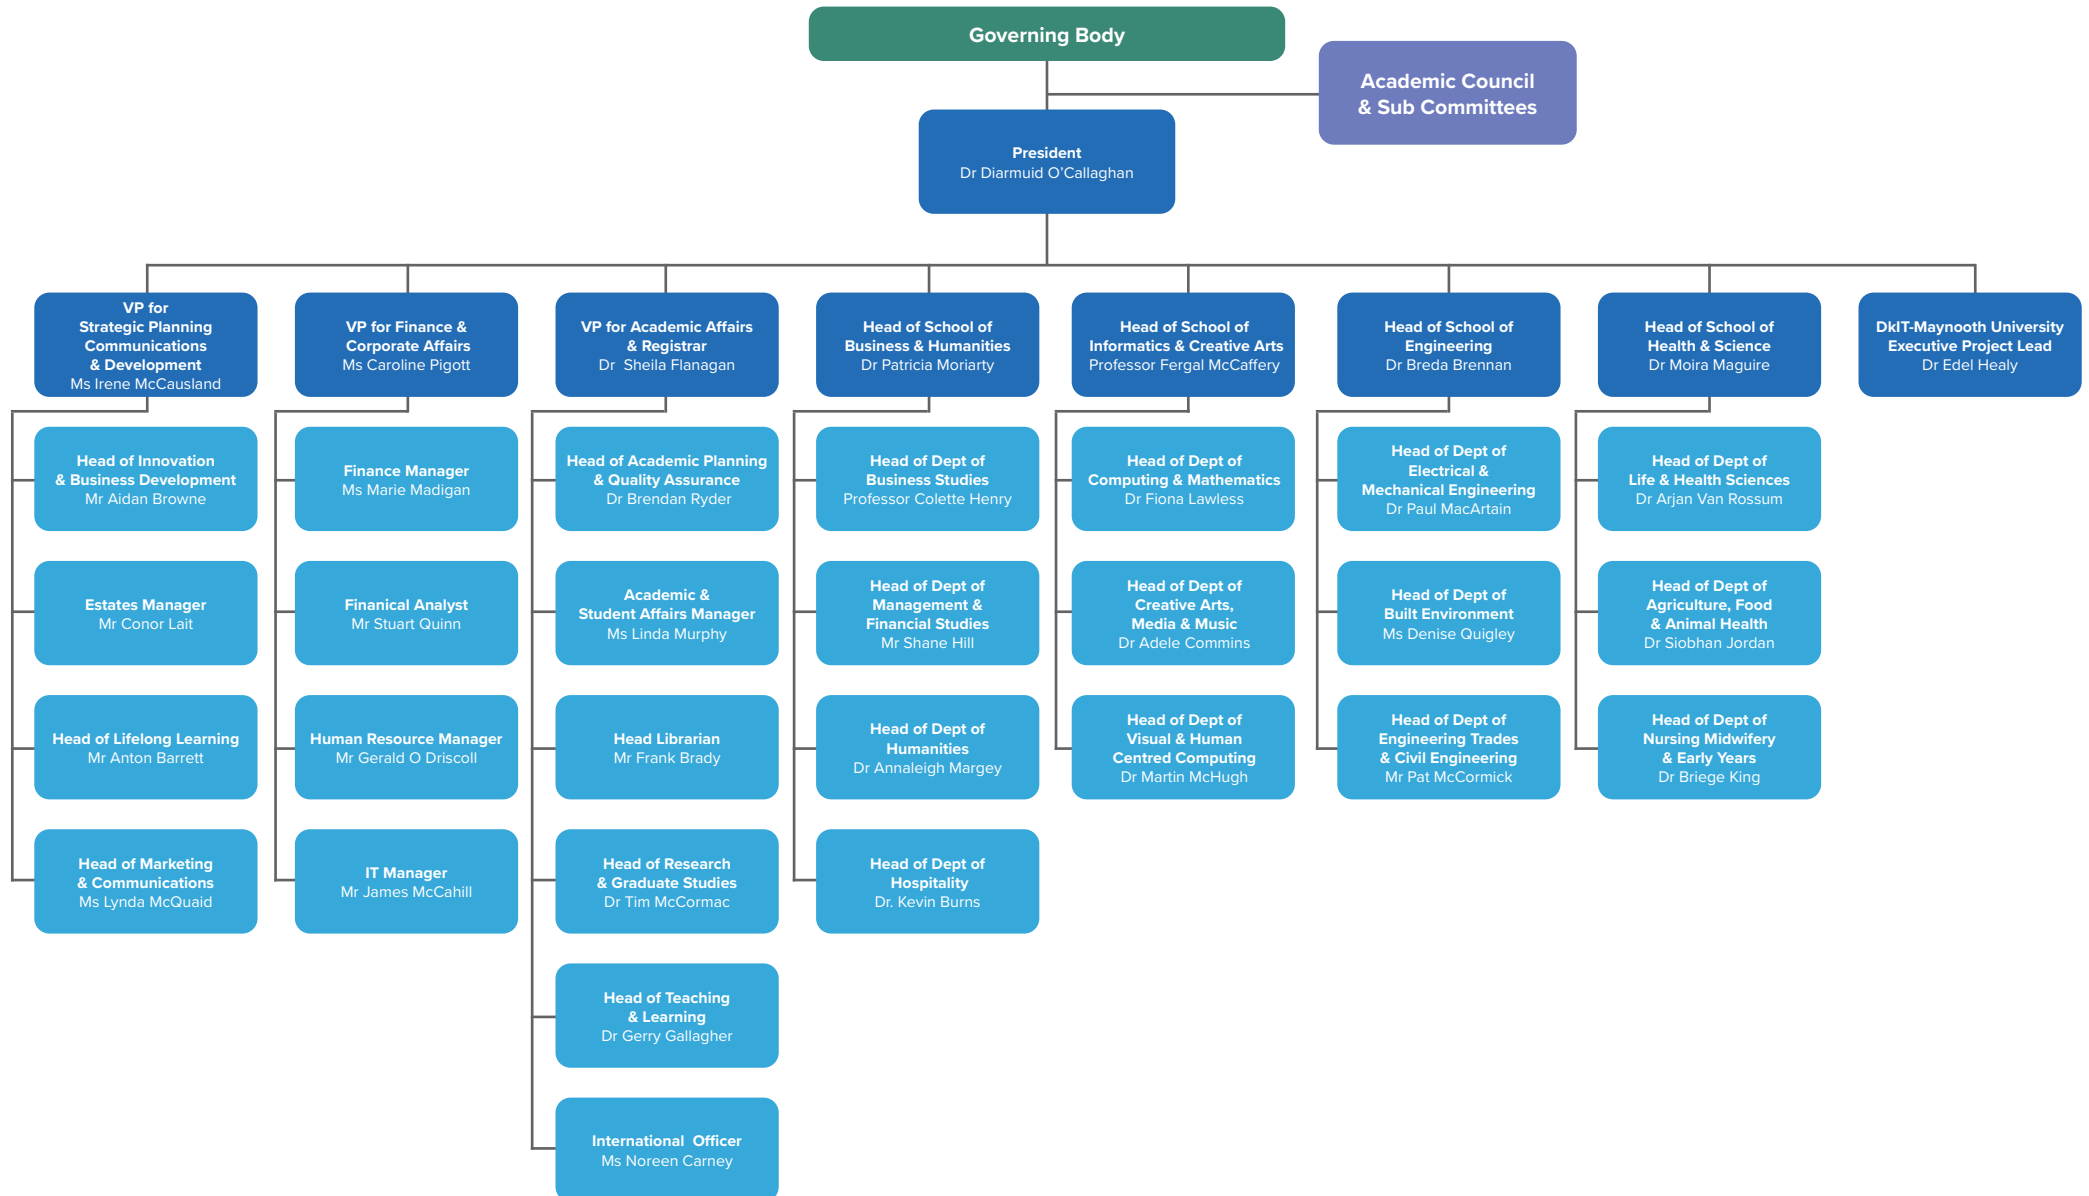 Governing Body
Academic Council
& Sub Committees
President
Dr Diarmuid O'Callaghan
VP for
Strategic Planning
Communications
& Development
Ms Irene McCausland
VP for Finance &
Corporate Affairs
Ms Caroline Pigott
VP for Academic Affairs
& Registrar
Dr  Sheila Flanagan
Head of School of
Business & Humanities
Dr Patricia Moriarty
Head of School of
Informatics & Creative Arts
Professor Fergal McCaffery
Head of School of
Engineering
Dr Breda Brennan
Head of School of
Health & Science
Dr Moira Maguire
DkIT-Maynooth University
Executive Project Lead
Dr Edel Healy
Head of Innovation
& Business Development
Mr Aidan Browne
Finance Manager
Ms Marie Madigan
Head of Academic Planning
& Quality Assurance
Dr Brendan Ryder
Head of Dept of
Business Studies
Professor Colette Henry
Head of Dept of
Computing & Mathematics
Dr Fiona Lawless
Head of Dept of
Electrical &
Mechanical Engineering
Dr Paul MacArtain
Head of Dept of
Life & Health Sciences
Dr Arjan Van Rossum
Estates Manager
Mr Conor Lait
Finanical Analyst
Mr Stuart Quinn
Academic &
Student Affairs Manager
Ms Linda Murphy
Head of Dept of
Management &
Financial Studies
Mr Shane Hill
Head of Dept of
Creative Arts,
Media & Music
Dr Adele Commins
Head of Dept of
Built Environment
Ms Denise Quigley
Head of Dept of
Agriculture, Food
& Animal Health
Dr Siobhan Jordan
Head of Lifelong Learning
Mr Anton Barrett
Human Resource Manager
Mr Gerald O Driscoll
Head Librarian
Mr Frank Brady
Head of Dept of
Humanities
Dr Annaleigh Margey
Head of Dept of
Visual & Human
Centred Computing
Dr Martin McHugh
Head of Dept of
Engineering Trades
& Civil Engineering
Mr Pat McCormick
Head of Dept of
Nursing Midwifery
& Early Years
Dr Briege King
Head of Marketing
& Communications
Ms Lynda McQuaid
IT Manager
Mr James McCahill
Head of Research
& Graduate Studies
Dr Tim McCormac
Head of Dept of
Hospitality
Dr. Kevin Burns
Head of Teaching
& Learning
Dr Gerry Gallagher
International  Officer
Ms Noreen Carney